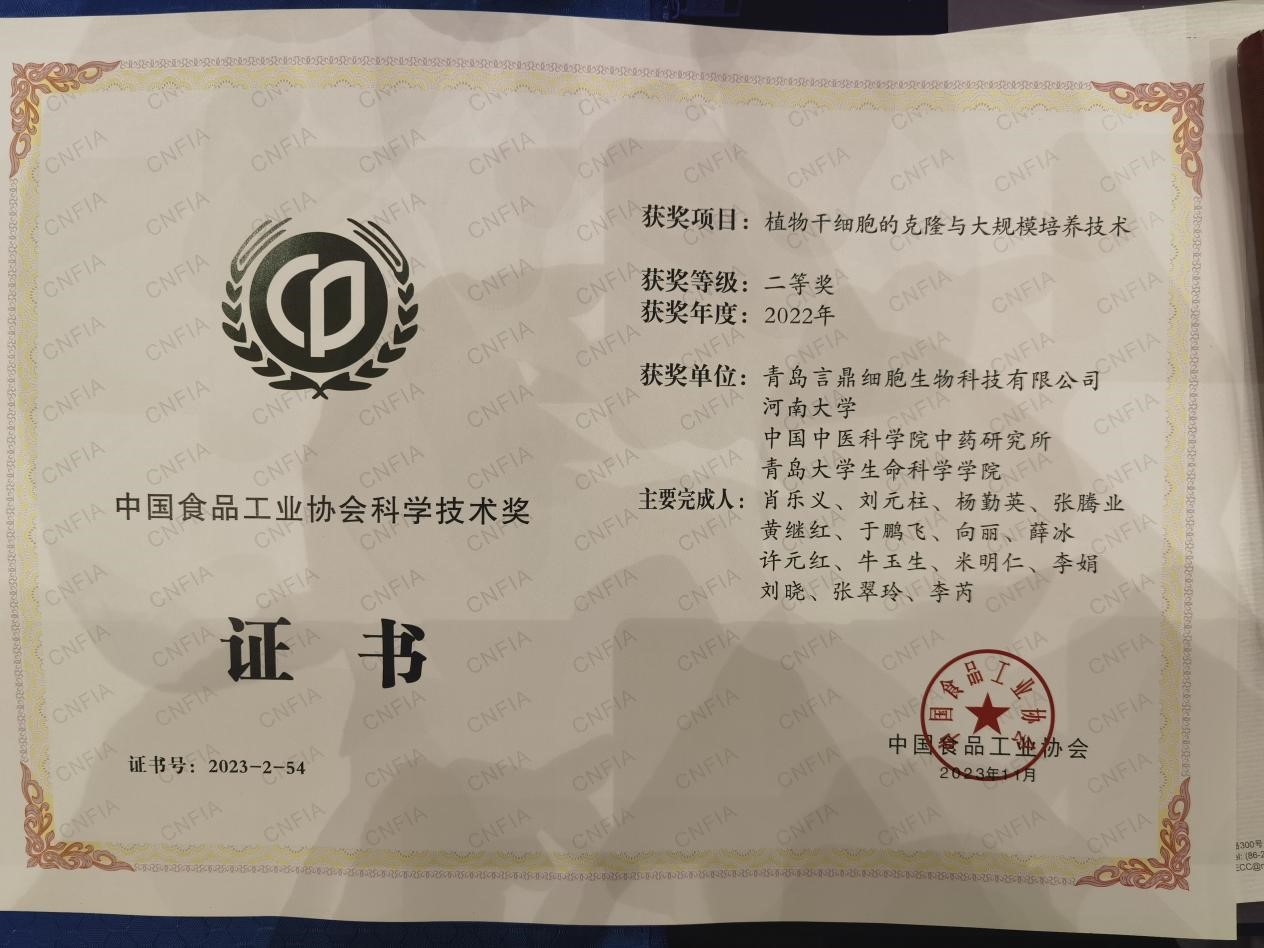 中国食品工业协会科学技术奖
证 书
证书号：2023-2-54
获奖项目：植物干细胞的克隆与大规模培养技术
获奖等级：二等奖
获奖年度：2022年
获奖单位：青岛言鼎细胞生物科技有限公司
河南大学
中国中医科学院中药研究所
青岛大学生命科学学院
主要完成人：肖乐义、刘元柱、杨勤英、张腾业
黄继红、于鹏飞、向丽、薛冰
许元红、牛玉生、米明仁、李娟
刘晓、张翠玲、李芮
中国食品工业协会
中国食品工业协会
2023年11月
CNFIA